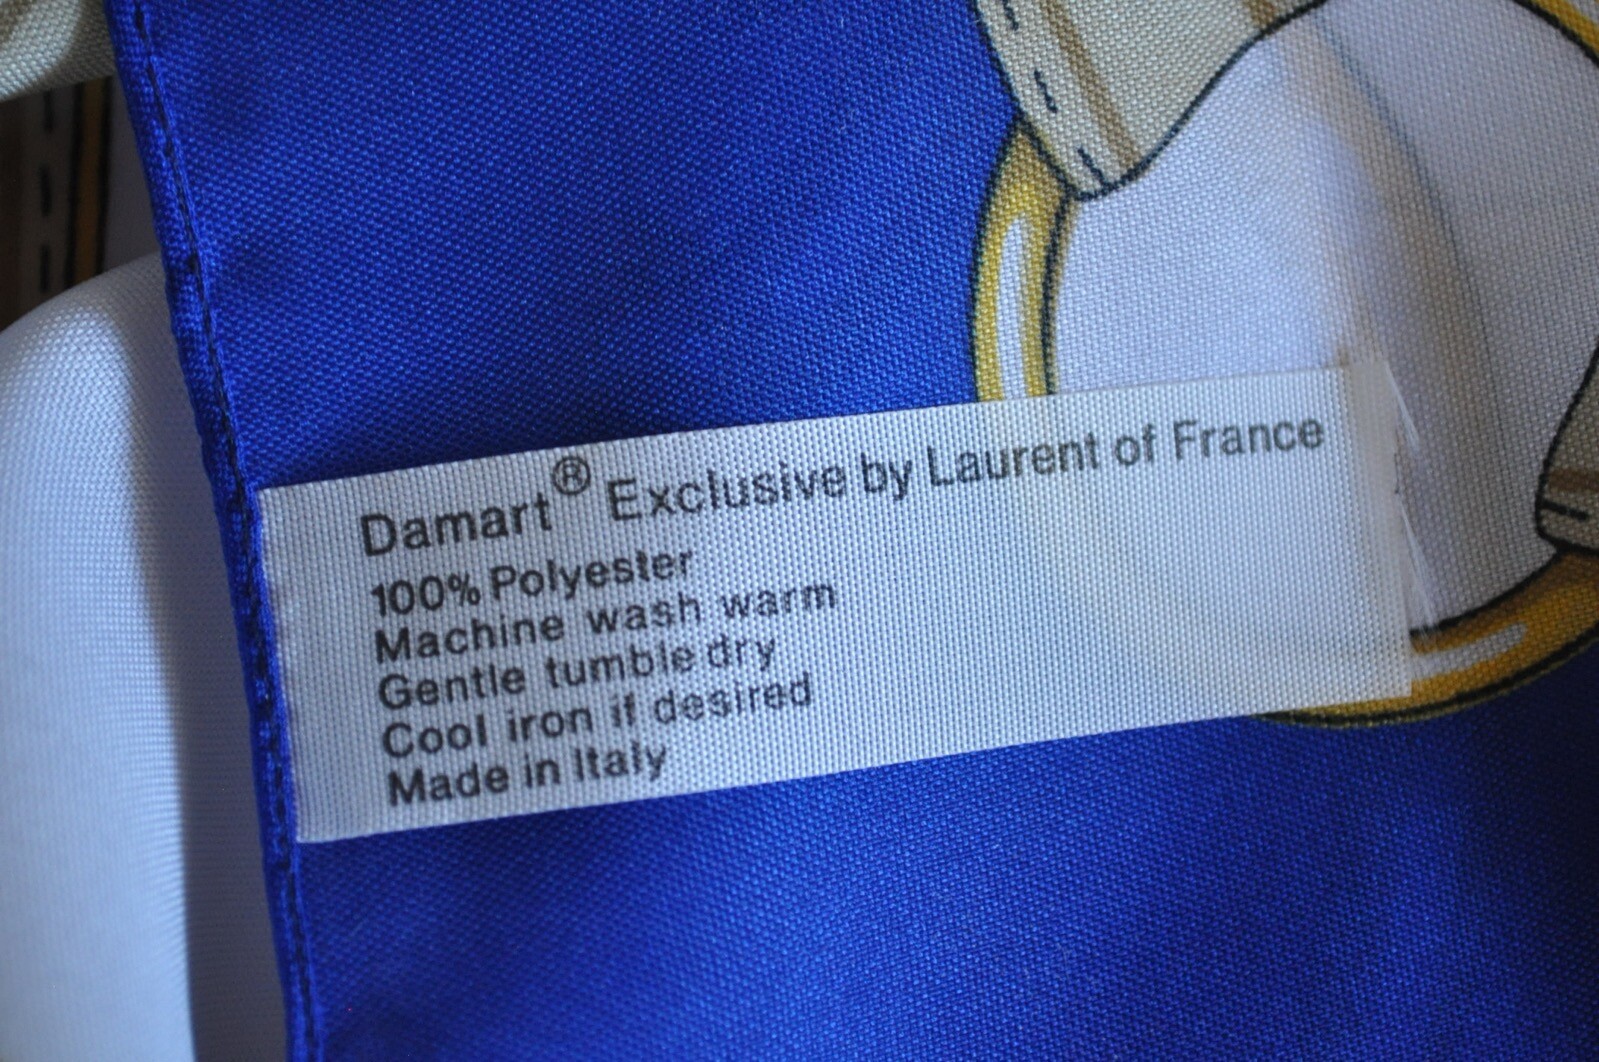 Damart® Exclusive by Laurent of France
100% Polyester
Machine wash warm
Gentle tumble dry
Cool iron if desired
Made in Italy